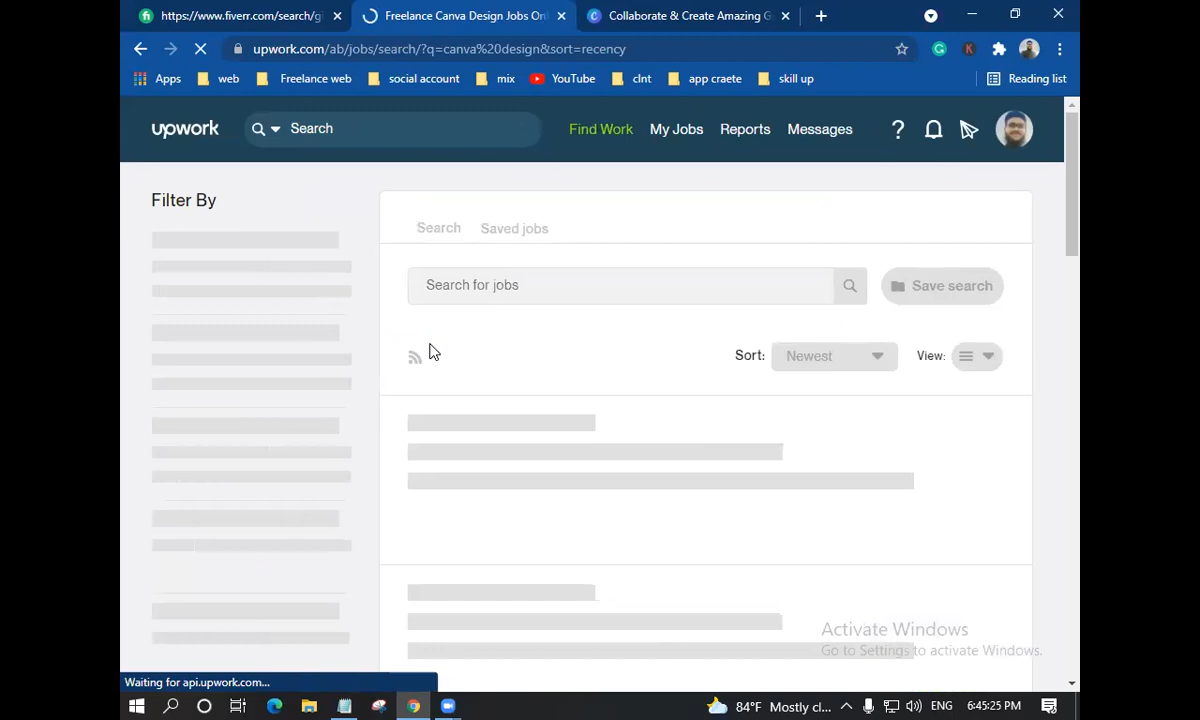 https://www.fiverr.com/search/gi
Freelance Canva Design Jobs Onl
Collaborate & Create Amazing G
upwork.com/ab/jobs/search/?q=canva%20design&sort=recency
Apps web Freelance web social account mix YouTube clnt app craete skill up Reading list
upwork Search Find Work My Jobs Reports Messages ?
Filter By
Search Saved jobs
Search for jobs Save search
Sort: Newest View:
Activate Windows
Go to Settings to activate Windows.
Waiting for api.upwork.com...
84°F Mostly cl... ENG 6:45:25 PM